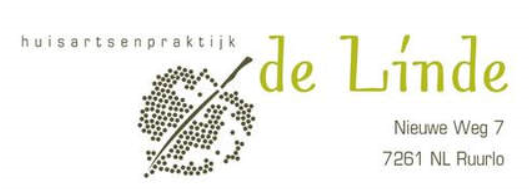 huisartsenpraktijk
de Linde
Nieuwe Weg 7
7261 NL Ruurlo